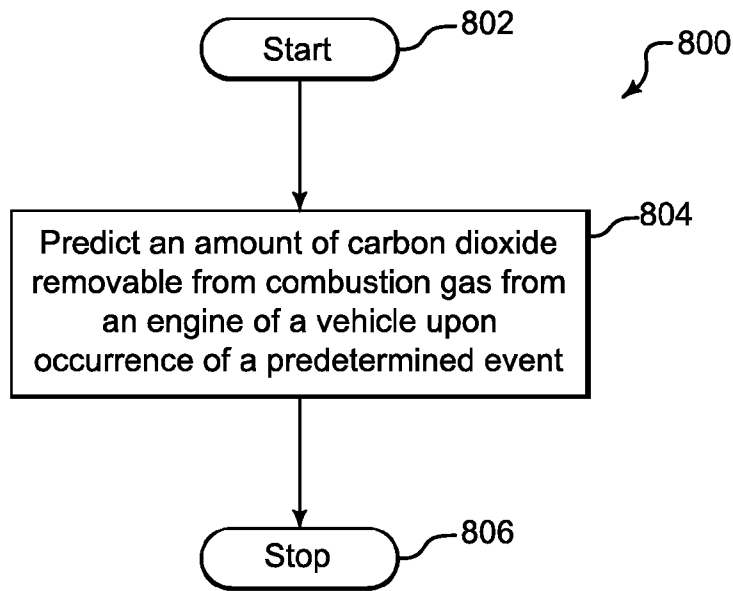 Start
802
800
Predict an amount of carbon dioxide
removable from combustion gas from
an engine of a vehicle upon
occurrence of a predetermined event
804
Stop
806